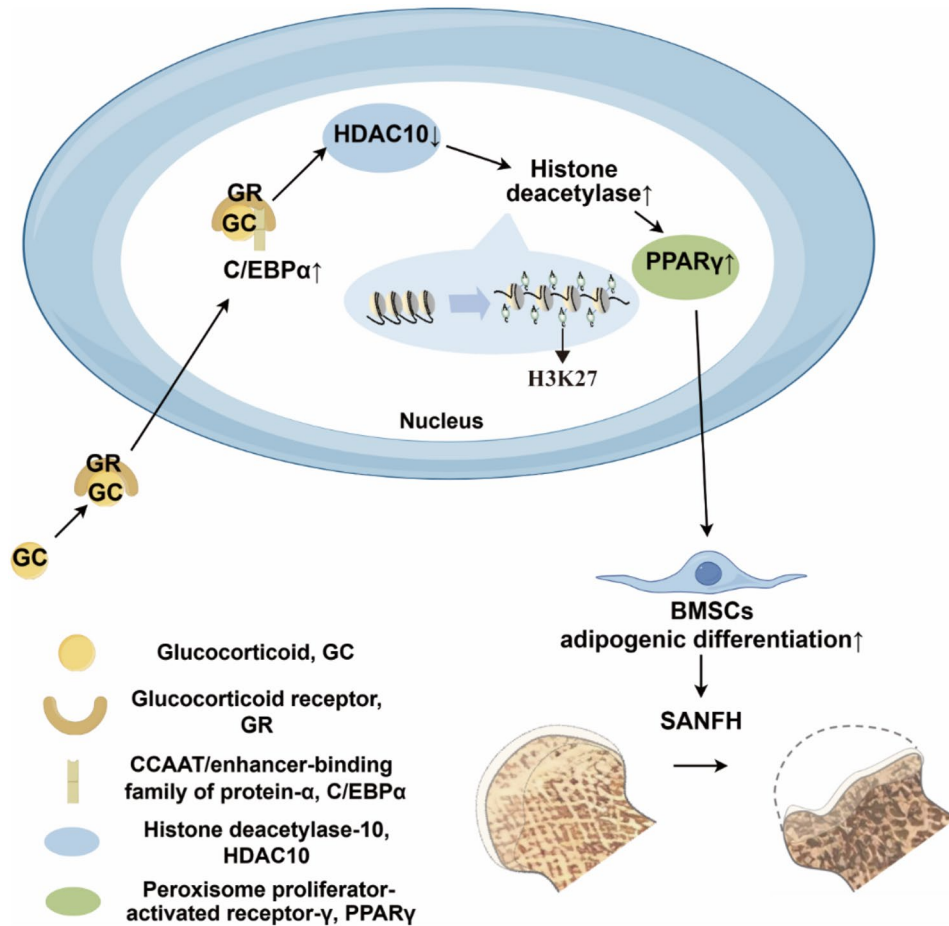 HDAC10↓
Histone
deacetylase↑
GR
GC
C/EBPα↑
PPARγ↑
H3K27
Nucleus
GR
GC
GC
BMSCs
adipogenic differentiation↑
SANFH
Glucocorticoid, GC
Glucocorticoid receptor,
GR
CCAAT/enhancer-binding
family of protein-α, C/EBPα
Histone deacetylase-10,
HDAC10
Peroxisome proliferator-
activated receptor-γ, PPARγ